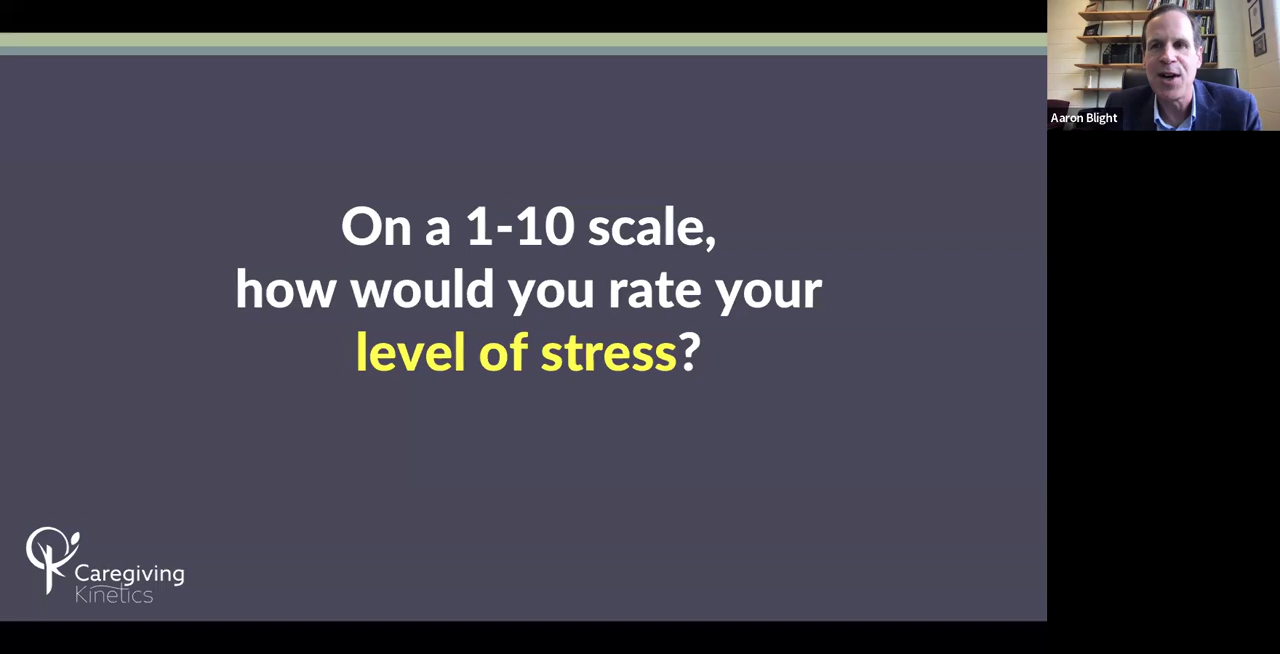 On a 1-10 scale,
how would you rate your
level of stress?
Caregiving
Kinetics
Aaron Blight